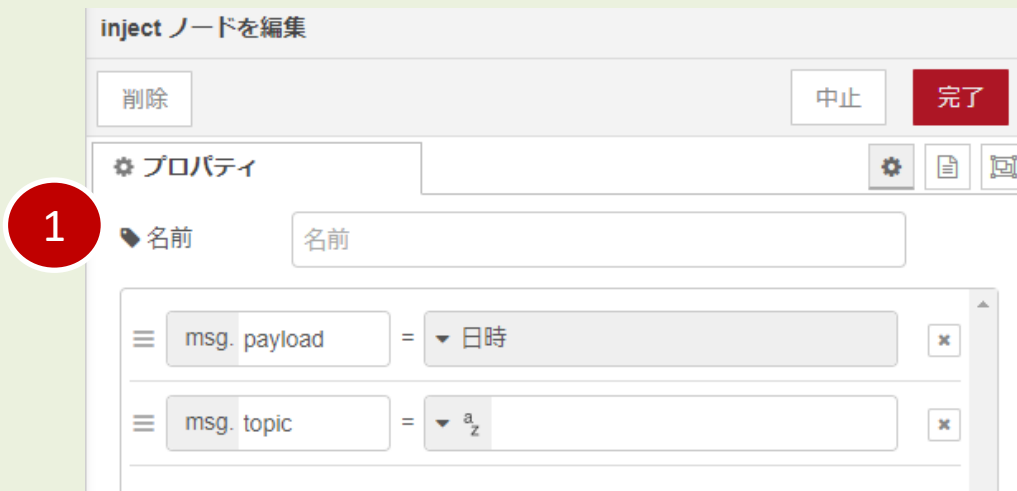 inject ノードを編集
削除 中止 完了
プロパティ
1
名前 名前
msg. payload = 日時
msg. topic = az